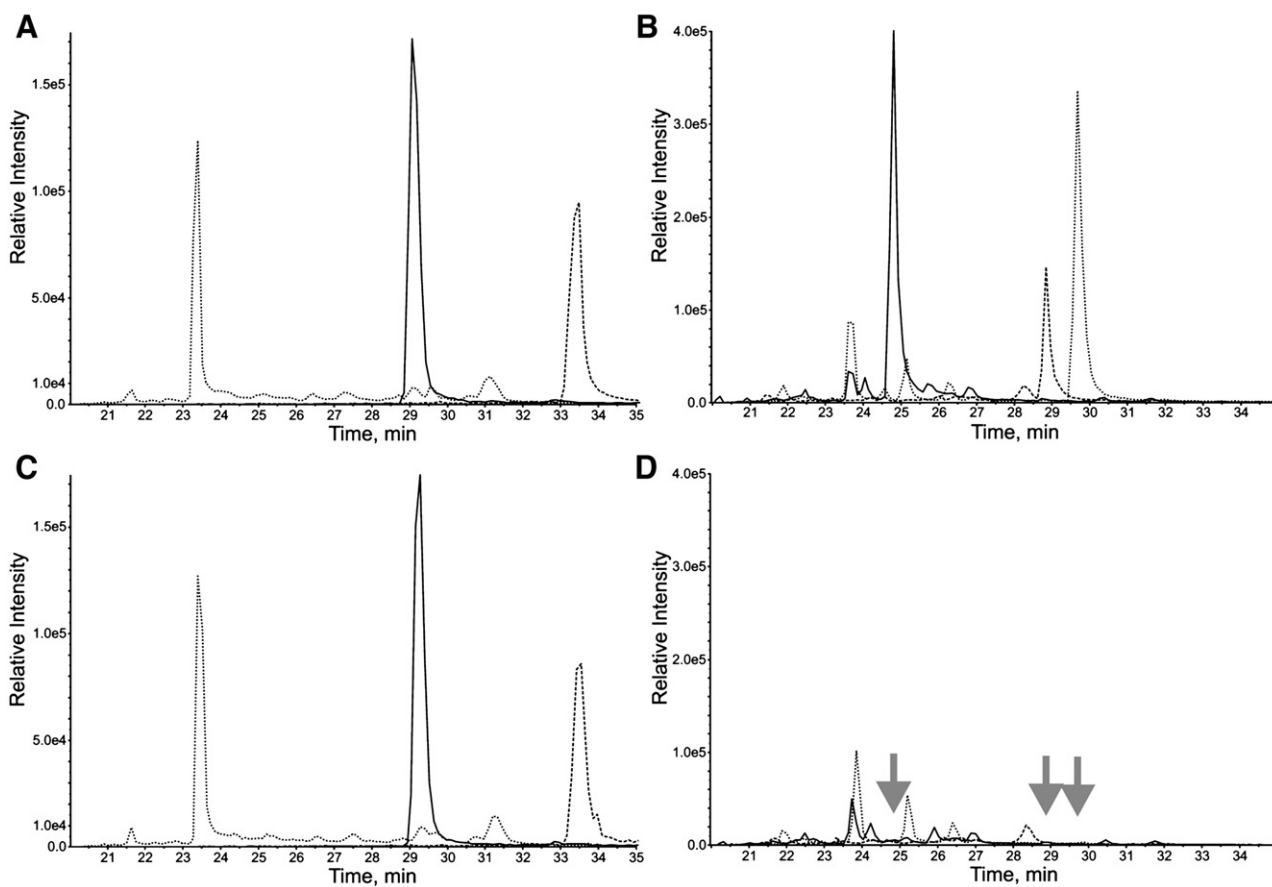 A
Relative Intensity
1.5e5
1.0e5
5.0e4
1.0e4
0.0
21 22 23 24 25 26 27 28 29 30 31 32 33 34 35
Time, min
B
Relative Intensity
4.0e5
3.0e5
2.0e5
1.0e5
0.0
21 22 23 24 25 26 27 28 29 30 31 32 33 34
Time, min
C
Relative Intensity
1.5e5
1.0e5
5.0e4
1.0e4
0.0
21 22 23 24 25 26 27 28 29 30 31 32 33 34 35
Time, min
D
Relative Intensity
4.0e5
3.0e5
2.0e5
1.0e5
0.0
21 22 23 24 25 26 27 28 29 30 31 32 33 34
Time, min